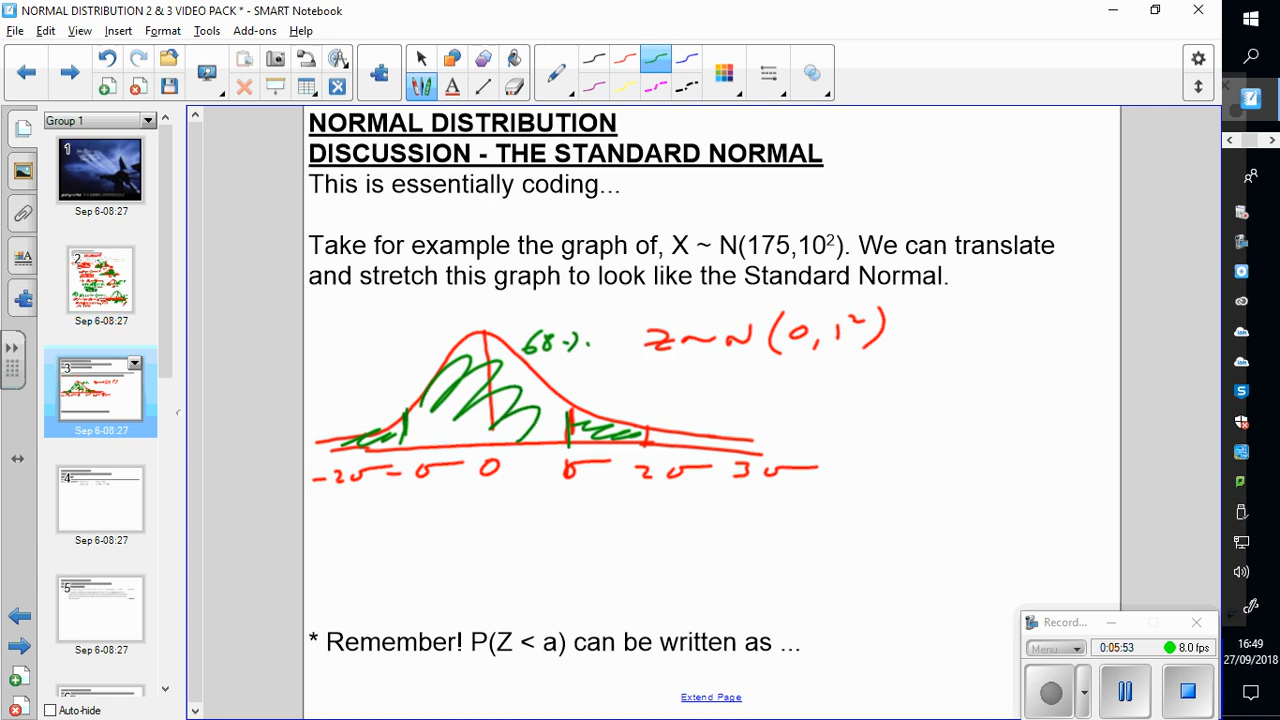 NORMAL DISTRIBUTION 2 & 3 VIDEO PACK * - SMART Notebook
File Edit View Insert Format Tools Add-ons Help
Group 1
1
Sep 6-08:27
2
Sep 6-08:27
3
Sep 6-08:27
4
Sep 6-08:27
5
Sep 6-08:27
Auto-hide
NORMAL DISTRIBUTION
DISCUSSION - THE STANDARD NORMAL
This is essentially coding...
Take for example the graph of, X ~ N(175,10²). We can translate
and stretch this graph to look like the Standard Normal.
68%
Z~N(0,1²)
-2σ -σ 0 σ 2σ 3σ
* Remember! P(Z < a) can be written as ...
Extend Page
Record...
Menu
0:05:53
8.0 fps
16:49
27/09/2018